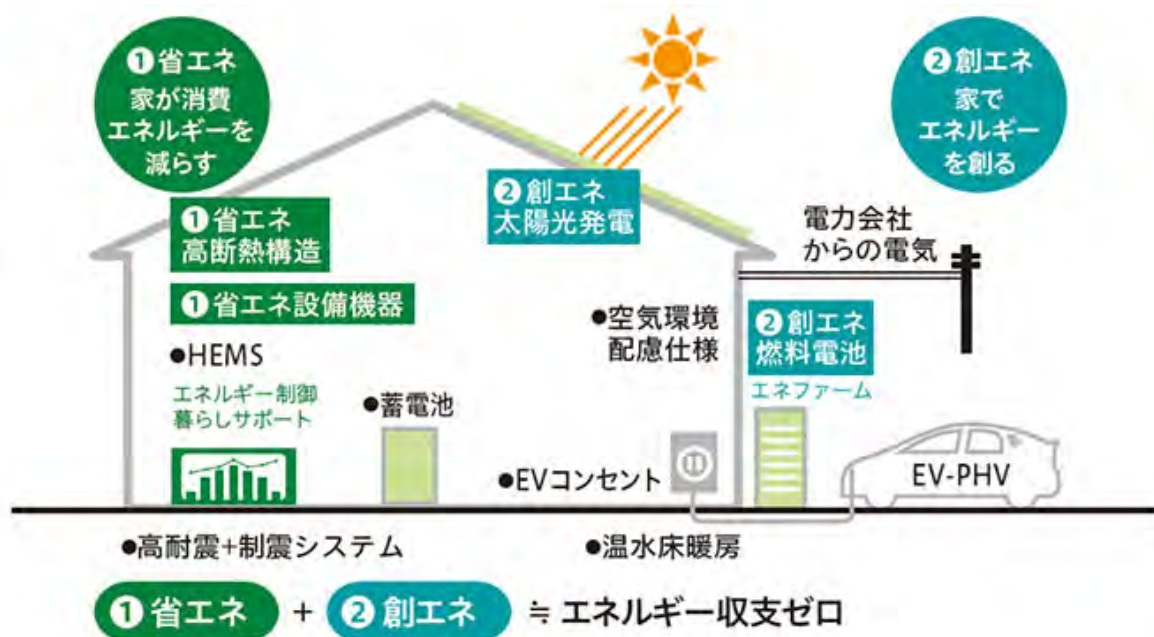 ❶省エネ
家が消費
エネルギーを
減らす
❷創エネ
家で
エネルギー
を創る
❶省エネ
高断熱構造
❷創エネ
太陽光発電
電力会社
からの電気
❶省エネ設備機器
●空気環境
配慮仕様
❷創エネ
燃料電池
エネファーム
●HEMS
エネルギー制御
暮らしサポート
●蓄電池
●EVコンセント
EV-PHV
●高耐震+制震システム
●温水床暖房
❶省エネ + ❷創エネ ≒ エネルギー収支ゼロ